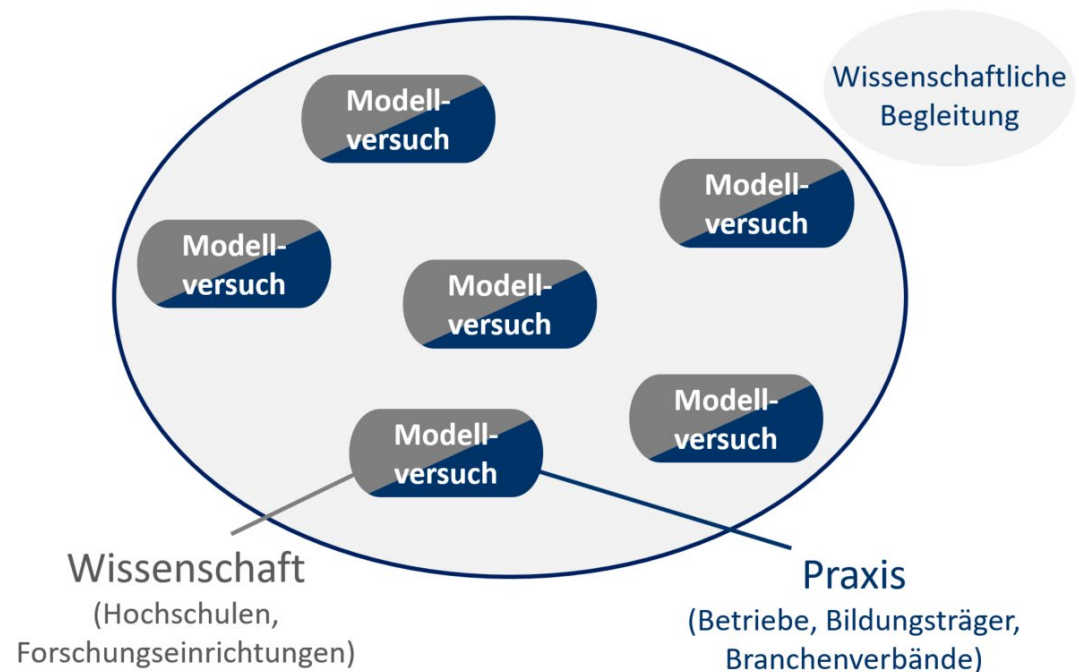 Modell-
versuch
Wissenschaftliche
Begleitung
Modell-
versuch
Modell-
versuch
Modell-
versuch
Modell-
versuch
Modell-
versuch
Wissenschaft
(Hochschulen,
Forschungseinrichtungen)
Praxis
(Betriebe, Bildungsträger,
Branchenverbände)